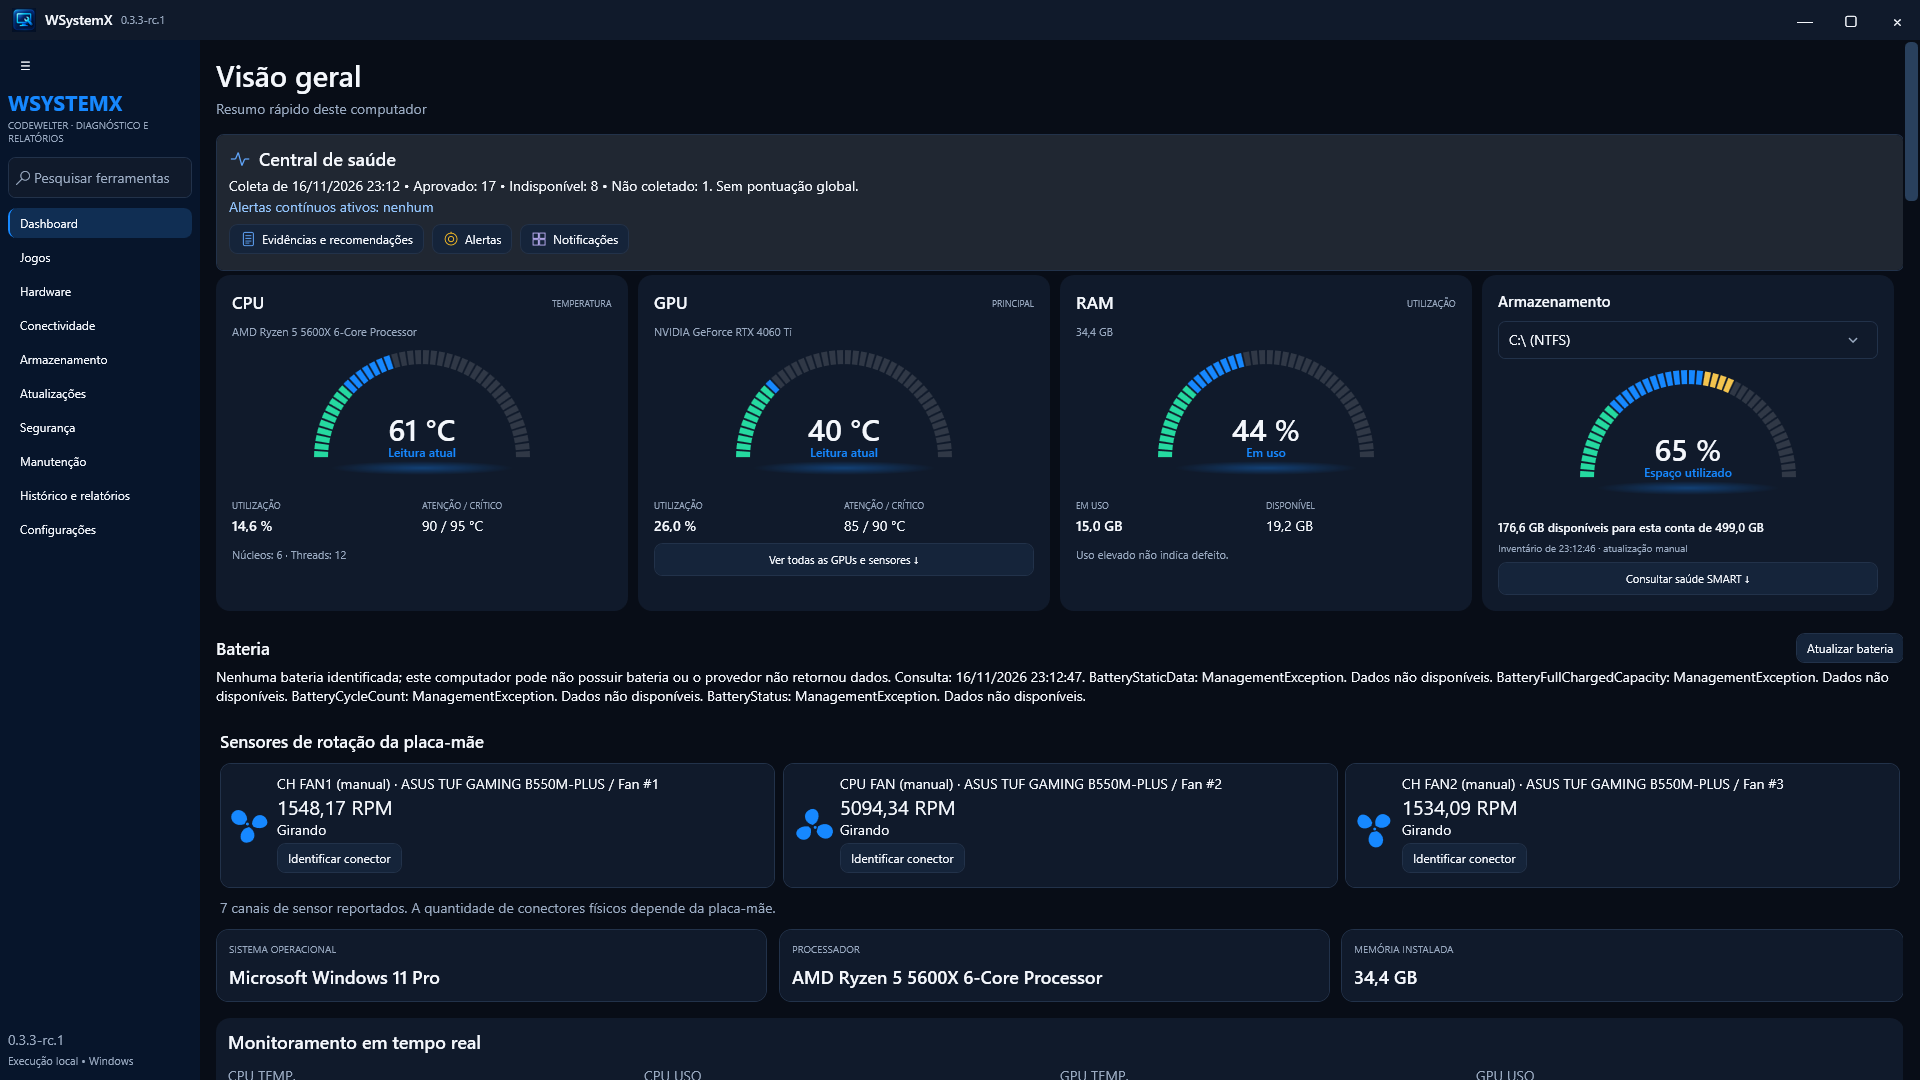 WSystemX 0.3.3-rc.1
WSYSTEMX
CODEWELTER · DIAGNÓSTICO E
RELATÓRIOS
Pesquisar ferramentas
Dashboard
Jogos
Hardware
Conectividade
Armazenamento
Atualizações
Segurança
Manutenção
Histórico e relatórios
Configurações
0.3.3-rc.1
Execução local • Windows
Visão geral
Resumo rápido deste computador
Central de saúde
Coleta de 16/11/2026 23:12 • Aprovado: 17 • Indisponível: 8 • Não coletado: 1. Sem pontuação global.
Alertas contínuos ativos: nenhum
Evidências e recomendações Alertas Notificações
CPU TEMPERATURA
AMD Ryzen 5 5600X 6-Core Processor
61 °C
Leitura atual
UTILIZAÇÃO ATENÇÃO / CRÍTICO
14,6 % 90 / 95 °C
Núcleos: 6 · Threads: 12
GPU PRINCIPAL
NVIDIA GeForce RTX 4060 Ti
40 °C
Leitura atual
UTILIZAÇÃO ATENÇÃO / CRÍTICO
26,0 % 85 / 90 °C
Ver todas as GPUs e sensores ↓
RAM UTILIZAÇÃO
34,4 GB
44 %
Em uso
EM USO DISPONÍVEL
15,0 GB 19,2 GB
Uso elevado não indica defeito.
Armazenamento
C:\ (NTFS)
65 %
Espaço utilizado
176,6 GB disponíveis para esta conta de 499,0 GB
Inventário de 23:12:46 · atualização manual
Consultar saúde SMART ↓
Bateria Atualizar bateria
Nenhuma bateria identificada; este computador pode não possuir bateria ou o provedor não retornou dados. Consulta: 16/11/2026 23:12:47. BatteryStaticData: ManagementException. Dados não disponíveis. BatteryFullChargedCapacity: ManagementException. Dados não
disponíveis. BatteryCycleCount: ManagementException. Dados não disponíveis. BatteryStatus: ManagementException. Dados não disponíveis.
Sensores de rotação da placa-mãe
CH FAN1 (manual) · ASUS TUF GAMING B550M-PLUS / Fan #1
1548,17 RPM
Girando
Identificar conector
CPU FAN (manual) · ASUS TUF GAMING B550M-PLUS / Fan #2
5094,34 RPM
Girando
Identificar conector
CH FAN2 (manual) · ASUS TUF GAMING B550M-PLUS / Fan #3
1534,09 RPM
Girando
Identificar conector
7 canais de sensor reportados. A quantidade de conectores físicos depende da placa-mãe.
SISTEMA OPERACIONAL
Microsoft Windows 11 Pro
PROCESSADOR
AMD Ryzen 5 5600X 6-Core Processor
MEMÓRIA INSTALADA
34,4 GB
Monitoramento em tempo real
CPU TEMP. CPU USO GPU TEMP. GPU USO